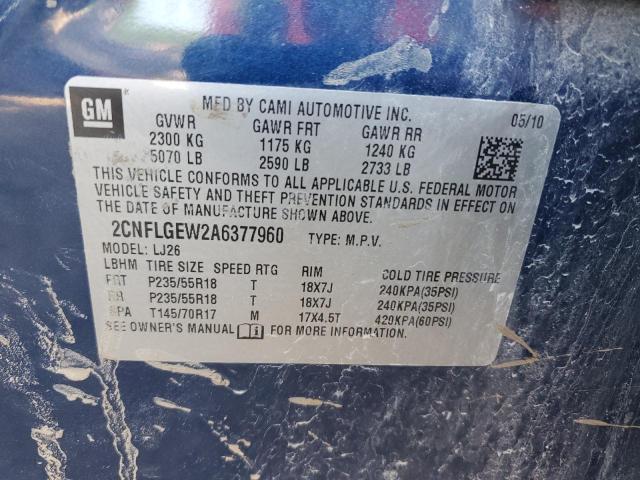 GM
MFD BY CAMI AUTOMOTIVE INC.
05/10
GVWR GAWR FRT GAWR RR
2300 KG 1175 KG 1240 KG
5070 LB 2590 LB 2733 LB
THIS VEHICLE CONFORMS TO ALL APPLICABLE U.S. FEDERAL MOTOR
VEHICLE SAFETY AND THEFT PREVENTION STANDARDS IN EFFECT ON
THE DATE OF MANUFACTURE SHOWN ABOVE.
2CNFLGEW2A6377960 TYPE: M.P.V.
MODEL: LJ26
LBHM TIRE SIZE SPEED RTG RIM COLD TIRE PRESSURE
FRT P235/55R18 T 18X7J 240KPA(35PSI)
RR P235/55R18 T 18X7J 240KPA(35PSI)
SPA T145/70R17 M 17X4.5T 420KPA(60PSI)
SEE OWNER'S MANUAL FOR MORE INFORMATION.